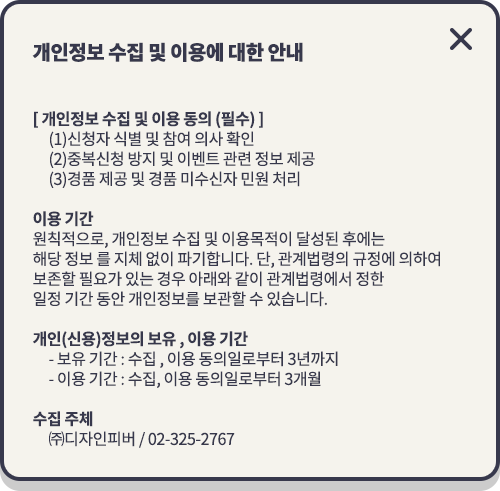 개인정보 수집 및 이용에 대한 안내
[ 개인정보 수집 및 이용 동의 (필수) ]
(1)신청자 식별 및 참여 의사 확인
(2)중복신청 방지 및 이벤트 관련 정보 제공
(3)경품 제공 및 경품 미수신자 민원 처리
이용 기간
원칙적으로, 개인정보 수집 및 이용목적이 달성된 후에는
해당 정보 를 지체 없이 파기합니다. 단, 관계법령의 규정에 의하여
보존할 필요가 있는 경우 아래와 같이 관계법령에서 정한
일정 기간 동안 개인정보를 보관할 수 있습니다.
개인(신용)정보의 보유 , 이용 기간
- 보유 기간 : 수집 , 이용 동의일로부터 3년까지
- 이용 기간 : 수집, 이용 동의일로부터 3개월
수집 주체
㈜디자인피버 / 02-325-2767